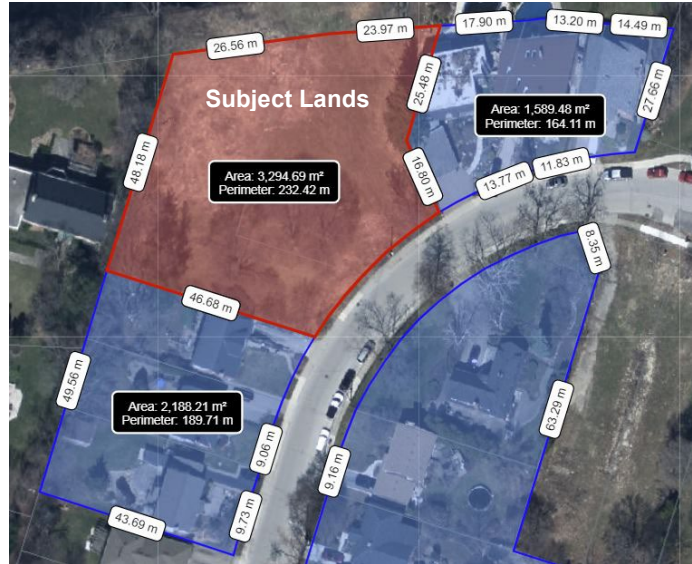 23.97 m
17.90 m
13.20 m
14.49 m
26.56 m
Subject Lands
25.48 m
27.66 m
Area: 1,589.48 m²
Perimeter: 164.11 m
48.18 m
Area: 3,294.69 m²
Perimeter: 232.42 m
16.80 m
13.77 m
11.83 m
8.35 m
46.68 m
49.56 m
Area: 2,188.21 m²
Perimeter: 189.71 m
63.29 m
9.06 m
9.16 m
43.69 m
9.73 m